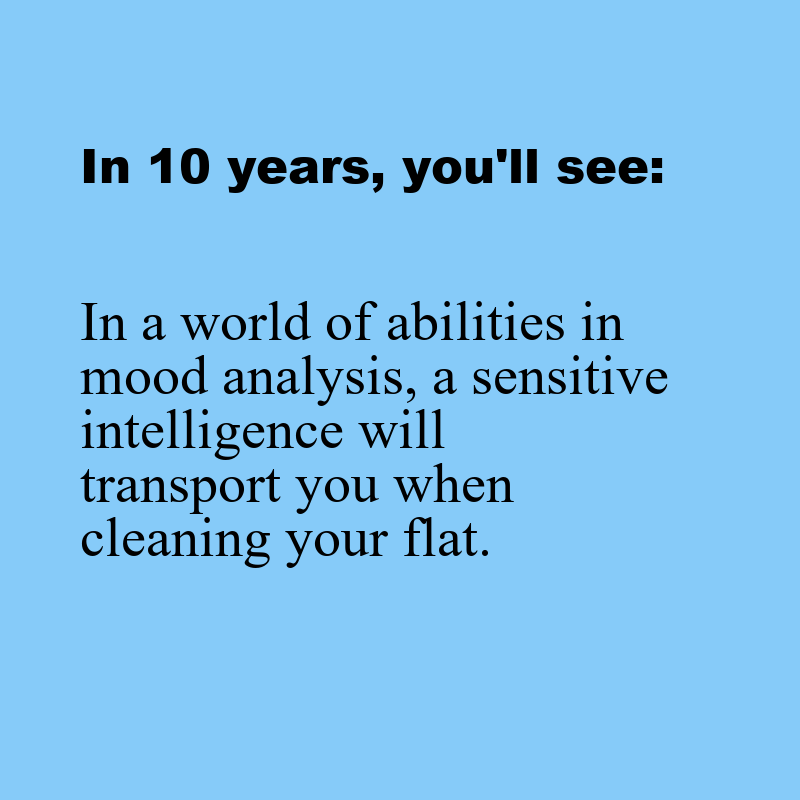 In 10 years, you'll see:
In a world of abilities in
mood analysis, a sensitive
intelligence will
transport you when
cleaning your flat.